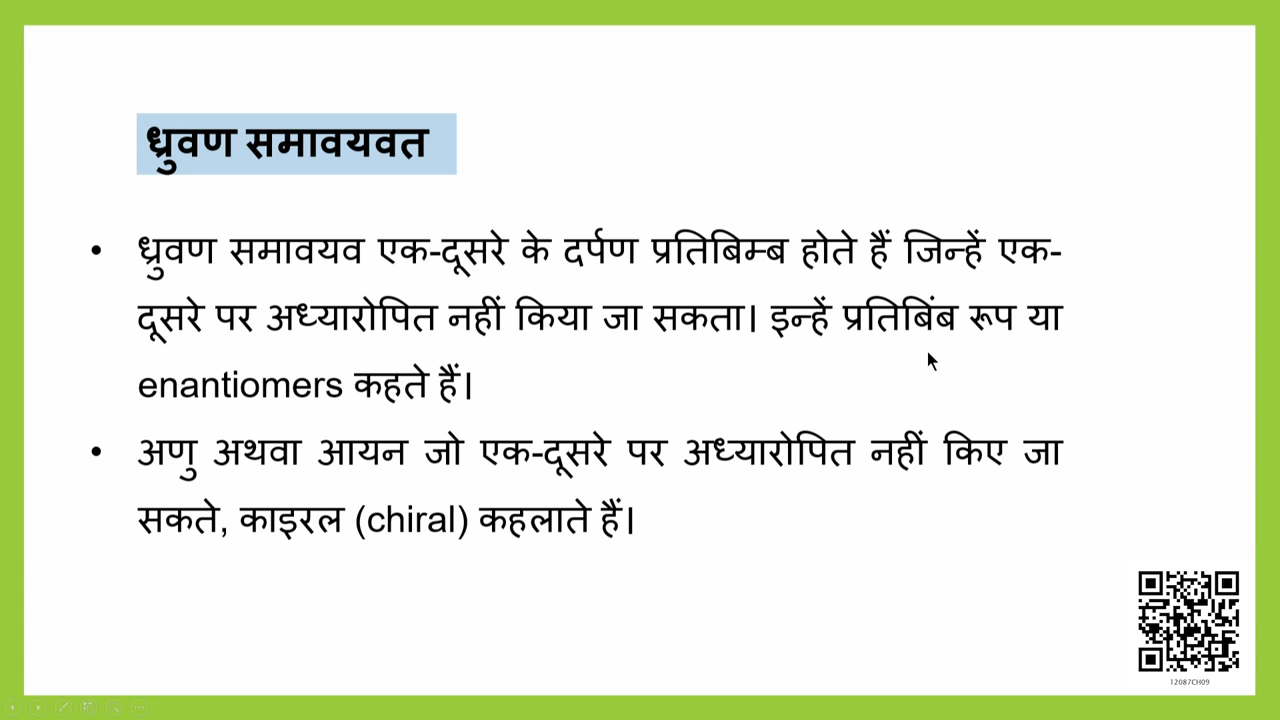 ध्रुवण समावयवत
• ध्रुवण समावयव एक-दूसरे के दर्पण प्रतिबिम्ब होते हैं जिन्हें एक-
दूसरे पर अध्यारोपित नहीं किया जा सकता। इन्हें प्रतिबिंब रूप या
enantiomers कहते हैं।
• अणु अथवा आयन जो एक-दूसरे पर अध्यारोपित नहीं किए जा
सकते, काइरल (chiral) कहलाते हैं।
12087CH09